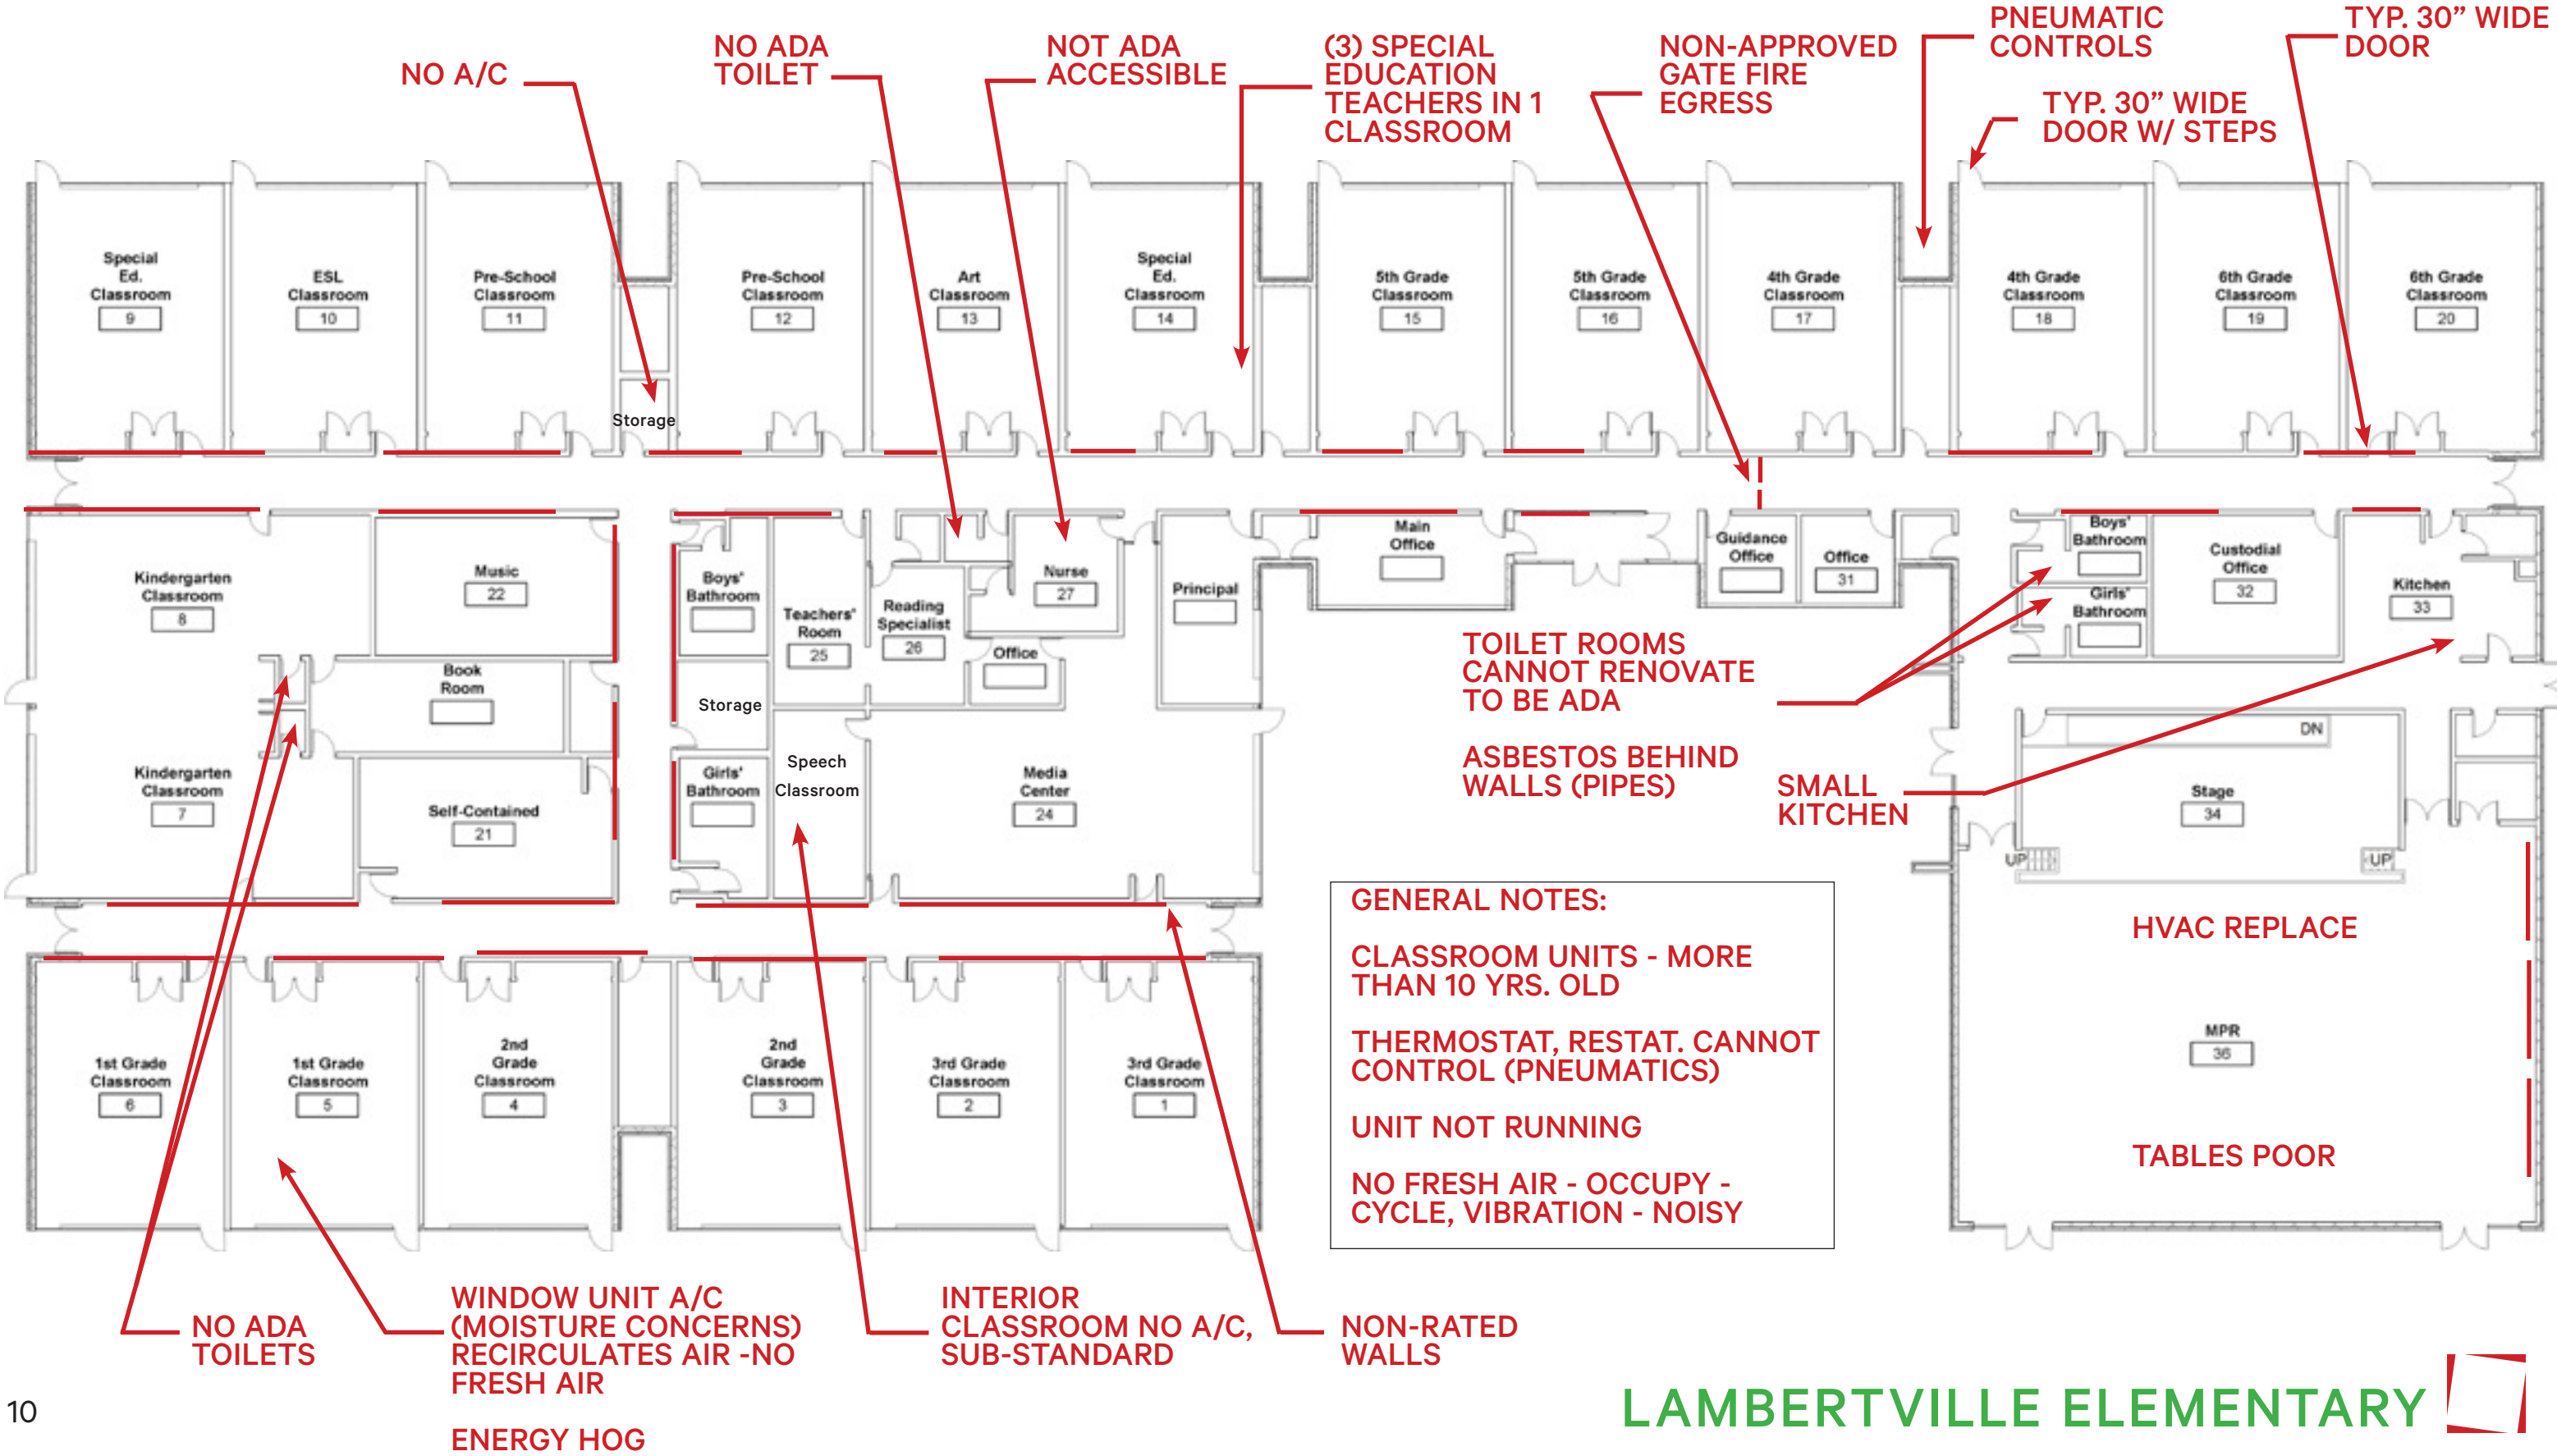 NO A/C
NO ADA
TOILET
NOT ADA
ACCESSIBLE
(3) SPECIAL
EDUCATION
TEACHERS IN 1
CLASSROOM
NON-APPROVED
GATE FIRE
EGRESS
PNEUMATIC
CONTROLS
TYP. 30” WIDE
DOOR W/ STEPS
TYP. 30” WIDE
DOOR
Special
Ed.
Classroom
9
ESL
Classroom
10
Pre-School
Classroom
11
Storage
Pre-School
Classroom
12
Art
Classroom
13
Special
Ed.
Classroom
14
5th Grade
Classroom
15
5th Grade
Classroom
16
4th Grade
Classroom
17
4th Grade
Classroom
18
6th Grade
Classroom
19
6th Grade
Classroom
20
Kindergarten
Classroom
8
Music
22
Boys'
Bathroom
Teachers'
Room
25
Reading
Specialist
26
Nurse
27
Office
Principal
Main
Office
Guidance
Office
Office
31
Boys'
Bathroom
Girls'
Bathroom
Custodial
Office
32
Kitchen
33
Book
Room
Storage
Kindergarten
Classroom
7
Self-Contained
21
Girls'
Bathroom
Speech
Classroom
Media
Center
24
TOILET ROOMS
CANNOT RENOVATE
TO BE ADA
ASBESTOS BEHIND
WALLS (PIPES)
SMALL
KITCHEN
DN
Stage
34
UP
UP
HVAC REPLACE
MPR
36
TABLES POOR
GENERAL NOTES:
CLASSROOM UNITS - MORE
THAN 10 YRS. OLD
THERMOSTAT, RESTAT. CANNOT
CONTROL (PNEUMATICS)
UNIT NOT RUNNING
NO FRESH AIR - OCCUPY -
CYCLE, VIBRATION - NOISY
1st Grade
Classroom
6
1st Grade
Classroom
5
2nd
Grade
Classroom
4
2nd
Grade
Classroom
3
3rd Grade
Classroom
2
3rd Grade
Classroom
1
NO ADA
TOILETS
WINDOW UNIT A/C
(MOISTURE CONCERNS)
RECIRCULATES AIR -NO
FRESH AIR
ENERGY HOG
INTERIOR
CLASSROOM NO A/C,
SUB-STANDARD
NON-RATED
WALLS
10
LAMBERTVILLE ELEMENTARY